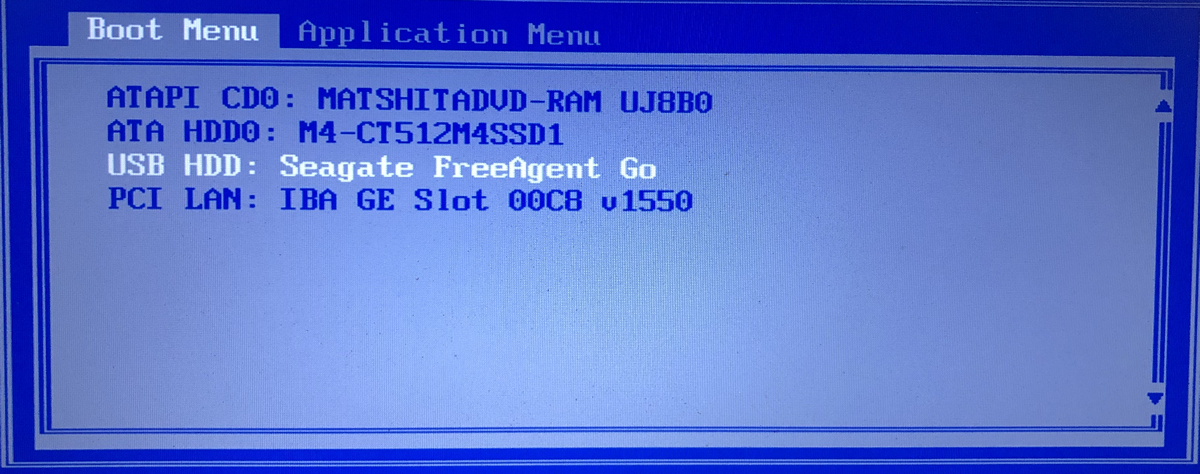 Boot Menu Application Menu
ATAPI CD0: MATSHITADVD-RAM UJ8B0
ATA HDD0: M4-CT512M4SSD1
USB HDD: Seagate FreeAgent Go
PCI LAN: IBA GE Slot 00C8 v1550